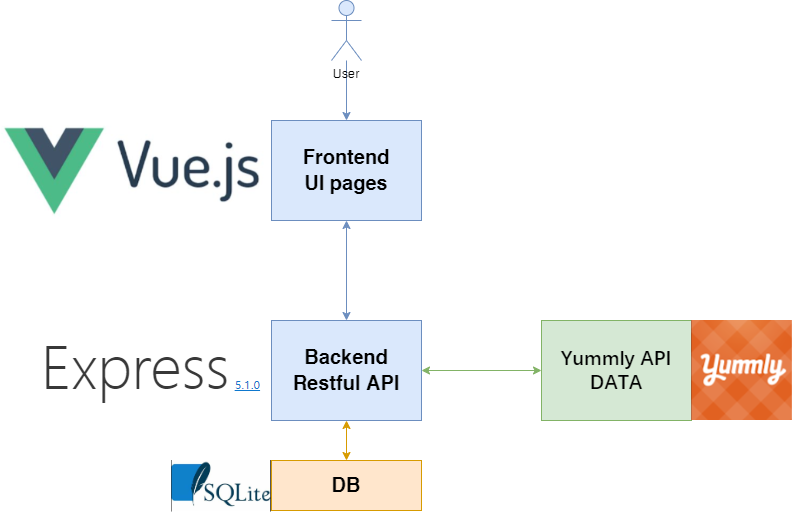 User
Vue.js
Frontend
UI pages
Express 5.1.0
Backend
Restful API
Yummly API
DATA
Yummly
SQLite
DB